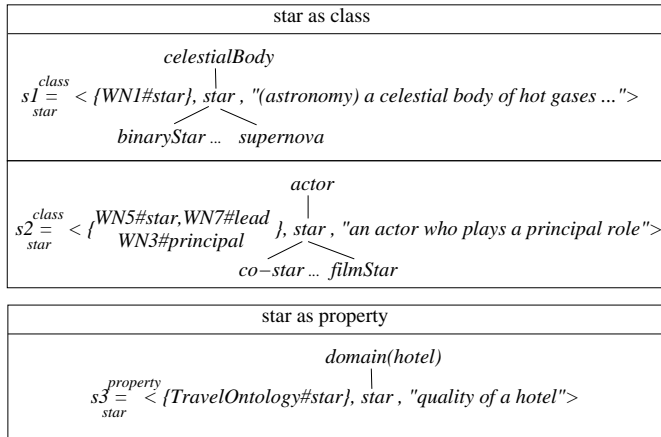 star as class
celestialBody
s1 class = star < {WN1#star}, star , "(astronomy) a celestial body of hot gases ...">
binaryStar ... supernova
actor
s2 class = star < { WN5#star,WN7#lead WN3#principal }, star , "an actor who plays a principal role">
co−star ... filmStar
star as property
domain(hotel)
s3 property = star < {TravelOntology#star}, star , "quality of a hotel">